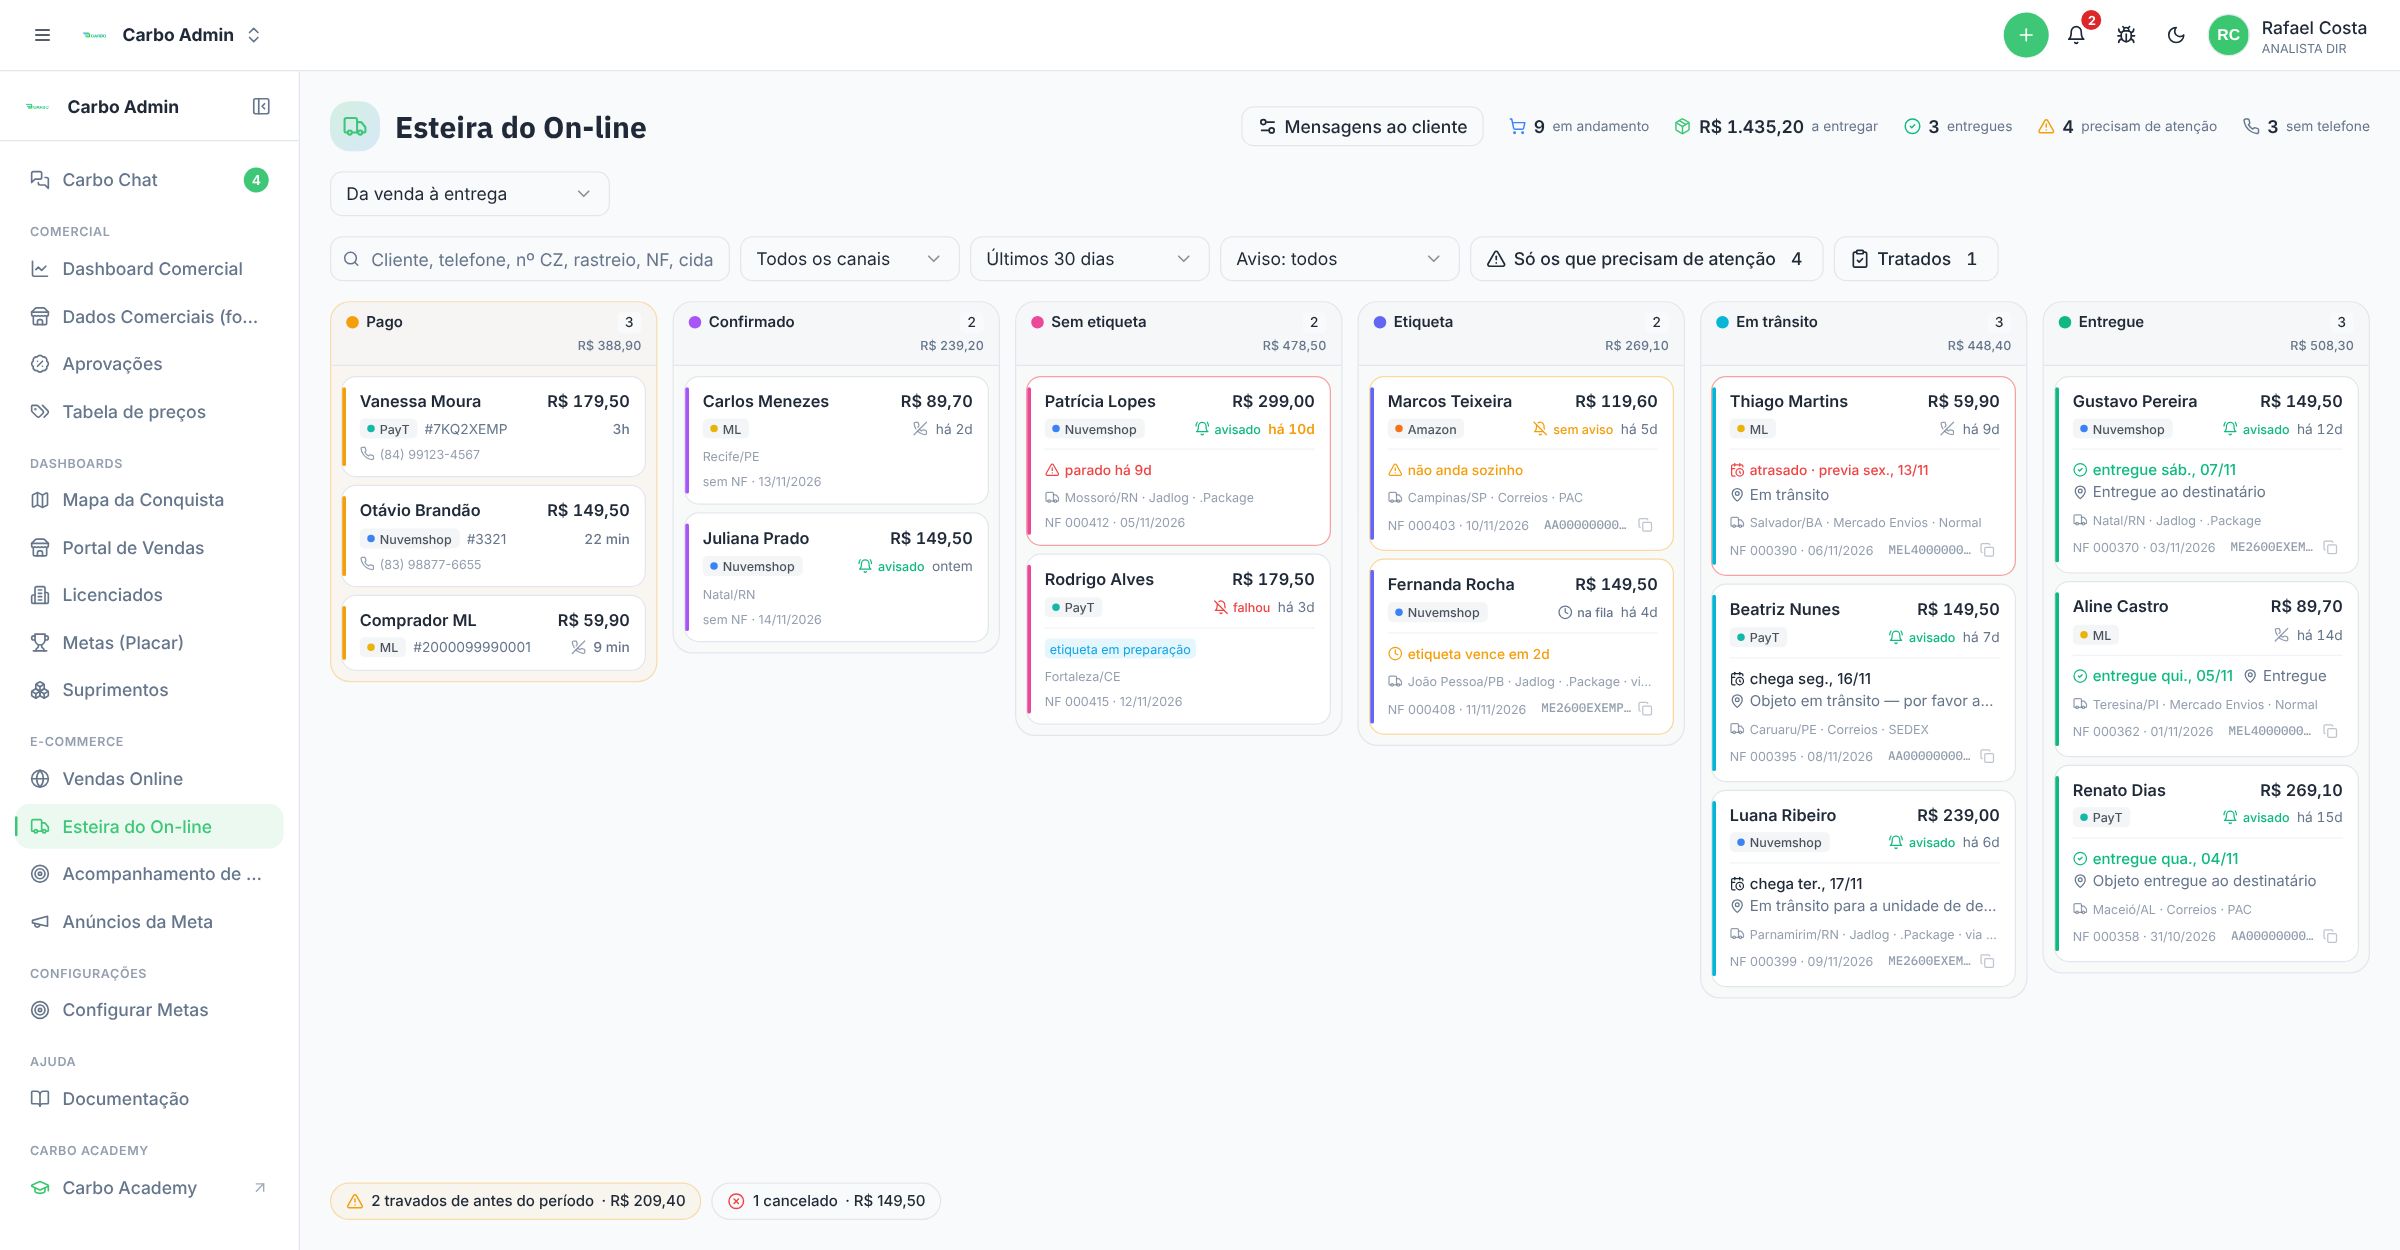 Carbo Admin
2
RC
Rafael Costa
ANALISTA DIR
Carbo Admin
Carbo Chat
4
COMERCIAL
Dashboard Comercial
Dados Comerciais (fo...
Aprovações
Tabela de preços
DASHBOARDS
Mapa da Conquista
Portal de Vendas
Licenciados
Metas (Placar)
Suprimentos
E-COMMERCE
Vendas Online
Esteira do On-line
Acompanhamento de ...
Anúncios da Meta
CONFIGURAÇÕES
Configurar Metas
AJUDA
Documentação
CARBO ACADEMY
Carbo Academy
Esteira do On-line
Mensagens ao cliente
9 em andamento
R$ 1.435,20 a entregar
3 entregues
4 precisam de atenção
3 sem telefone
Da venda à entrega
Cliente, telefone, nº CZ, rastreio, NF, cida
Todos os canais
Últimos 30 dias
Aviso: todos
Só os que precisam de atenção 4
Tratados 1
Pago 3
R$ 388,90
Vanessa Moura R$ 179,50
PayT #7KQ2XEMP 3h
(84) 99123-4567
Otávio Brandão R$ 149,50
Nuvemshop #3321 22 min
(83) 98877-6655
Comprador ML R$ 59,90
ML #2000099990001 9 min
Confirmado 2
R$ 239,20
Carlos Menezes R$ 89,70
ML há 2d
Recife/PE
sem NF · 13/11/2026
Juliana Prado R$ 149,50
Nuvemshop avisado ontem
Natal/RN
sem NF · 14/11/2026
Sem etiqueta 2
R$ 478,50
Patrícia Lopes R$ 299,00
Nuvemshop avisado há 10d
parado há 9d
Mossoró/RN · Jadlog · .Package
NF 000412 · 05/11/2026
Rodrigo Alves R$ 179,50
PayT falhou há 3d
etiqueta em preparação
Fortaleza/CE
NF 000415 · 12/11/2026
Etiqueta 2
R$ 269,10
Marcos Teixeira R$ 119,60
Amazon sem aviso há 5d
não anda sozinho
Campinas/SP · Correios · PAC
NF 000403 · 10/11/2026 AA00000000...
Fernanda Rocha R$ 149,50
Nuvemshop na fila há 4d
etiqueta vence em 2d
João Pessoa/PB · Jadlog · .Package · vi...
NF 000408 · 11/11/2026 ME2600EXEMP...
Em trânsito 3
R$ 448,40
Thiago Martins R$ 59,90
ML há 9d
atrasado · previa sex., 13/11
Em trânsito
Salvador/BA · Mercado Envios · Normal
NF 000390 · 06/11/2026 MEL4000000...
Beatriz Nunes R$ 149,50
PayT avisado há 7d
chega seg., 16/11
Objeto em trânsito — por favor a...
Caruaru/PE · Correios · SEDEX
NF 000395 · 08/11/2026 AA00000000...
Luana Ribeiro R$ 239,00
Nuvemshop avisado há 6d
chega ter., 17/11
Em trânsito para a unidade de de...
Parnamirim/RN · Jadlog · .Package · via ...
NF 000399 · 09/11/2026 ME2600EXEM...
Entregue 3
R$ 508,30
Gustavo Pereira R$ 149,50
Nuvemshop avisado há 12d
entregue sáb., 07/11
Entregue ao destinatário
Natal/RN · Jadlog · .Package
NF 000370 · 03/11/2026 ME2600EXEM...
Aline Castro R$ 89,70
ML há 14d
entregue qui., 05/11 Entregue
Teresina/PI · Mercado Envios · Normal
NF 000362 · 01/11/2026 MEL4000000...
Renato Dias R$ 269,10
PayT avisado há 15d
entregue qua., 04/11
Objeto entregue ao destinatário
Maceió/AL · Correios · PAC
NF 000358 · 31/10/2026 AA00000000...
2 travados de antes do período · R$ 209,40
1 cancelado · R$ 149,50